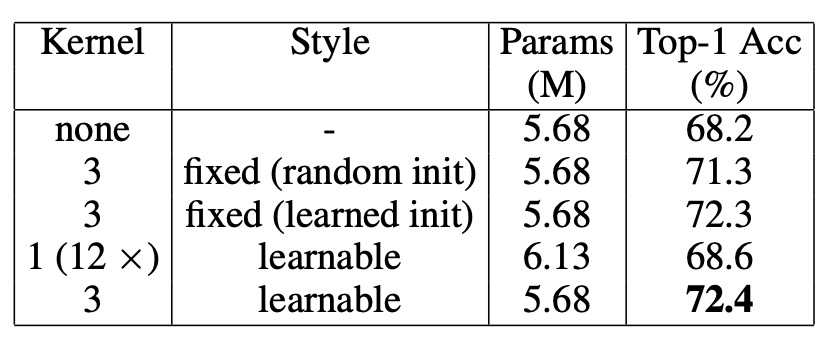 Kernel Style Params Top-1 Acc
(M) (%)
none - 5.68 68.2
3 fixed (random init) 5.68 71.3
3 fixed (learned init) 5.68 72.3
1 (12 ×) learnable 6.13 68.6
3 learnable 5.68 72.4